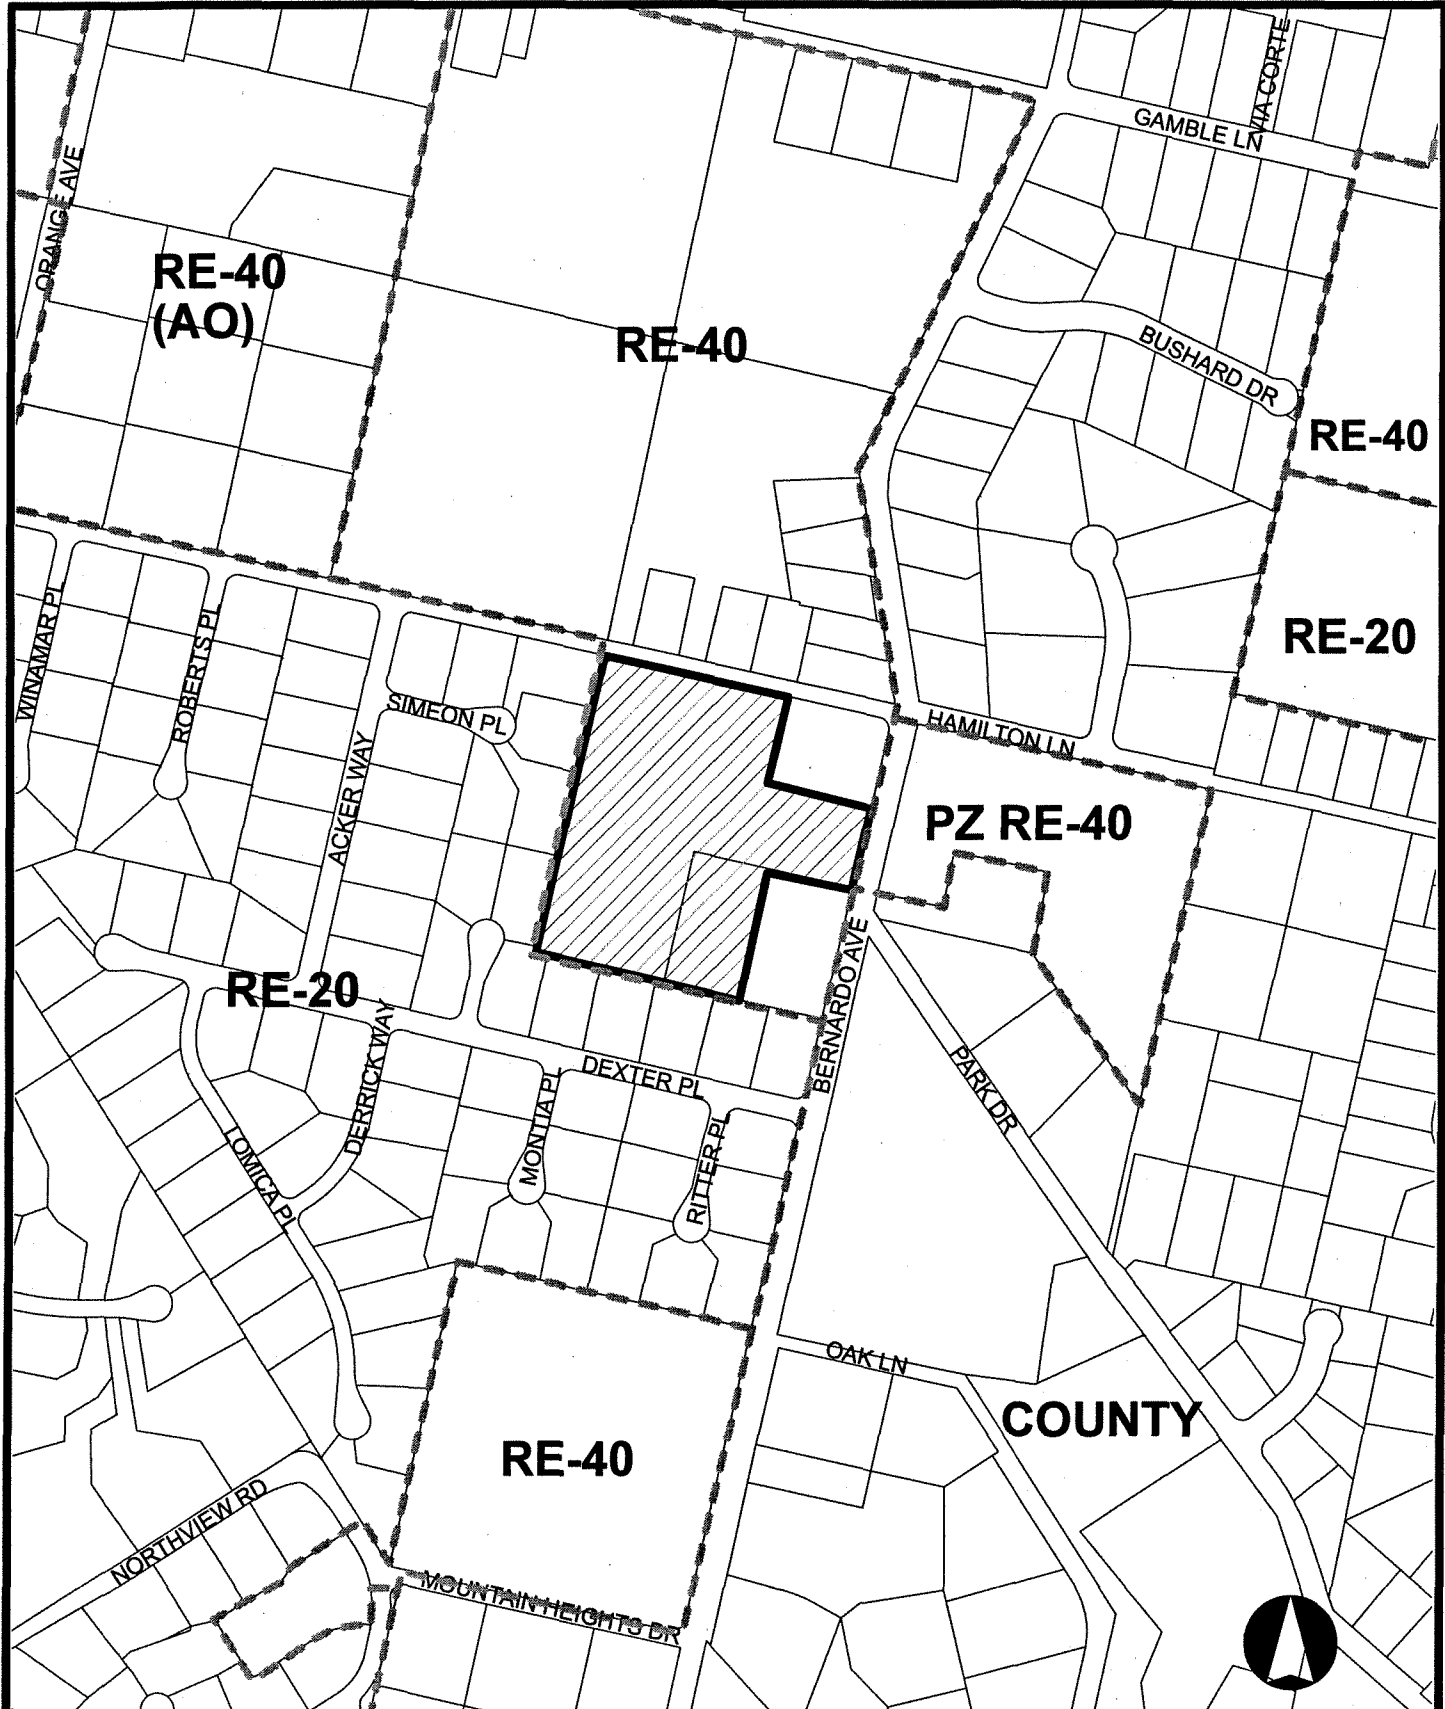 VIA CORTE
GAMBLE LN
ORANGE AVE
RE-40
(AO)
RE-40
BUSHARD DR
RE-40
WINAMAR PL
ROBERTS PL
RE-20
SIMEON PL
HAMILTON LN
ACKER WAY
PZ RE-40
RE-20
BERNARDO AVE
DERRICK WAY
DEXTER PL
PARK DR
MONTIA PL
LOMICA PL
RITTER PL
OAK LN
COUNTY
RE-40
NORTHVIEW RD
MOUNTAIN HEIGHTS DR